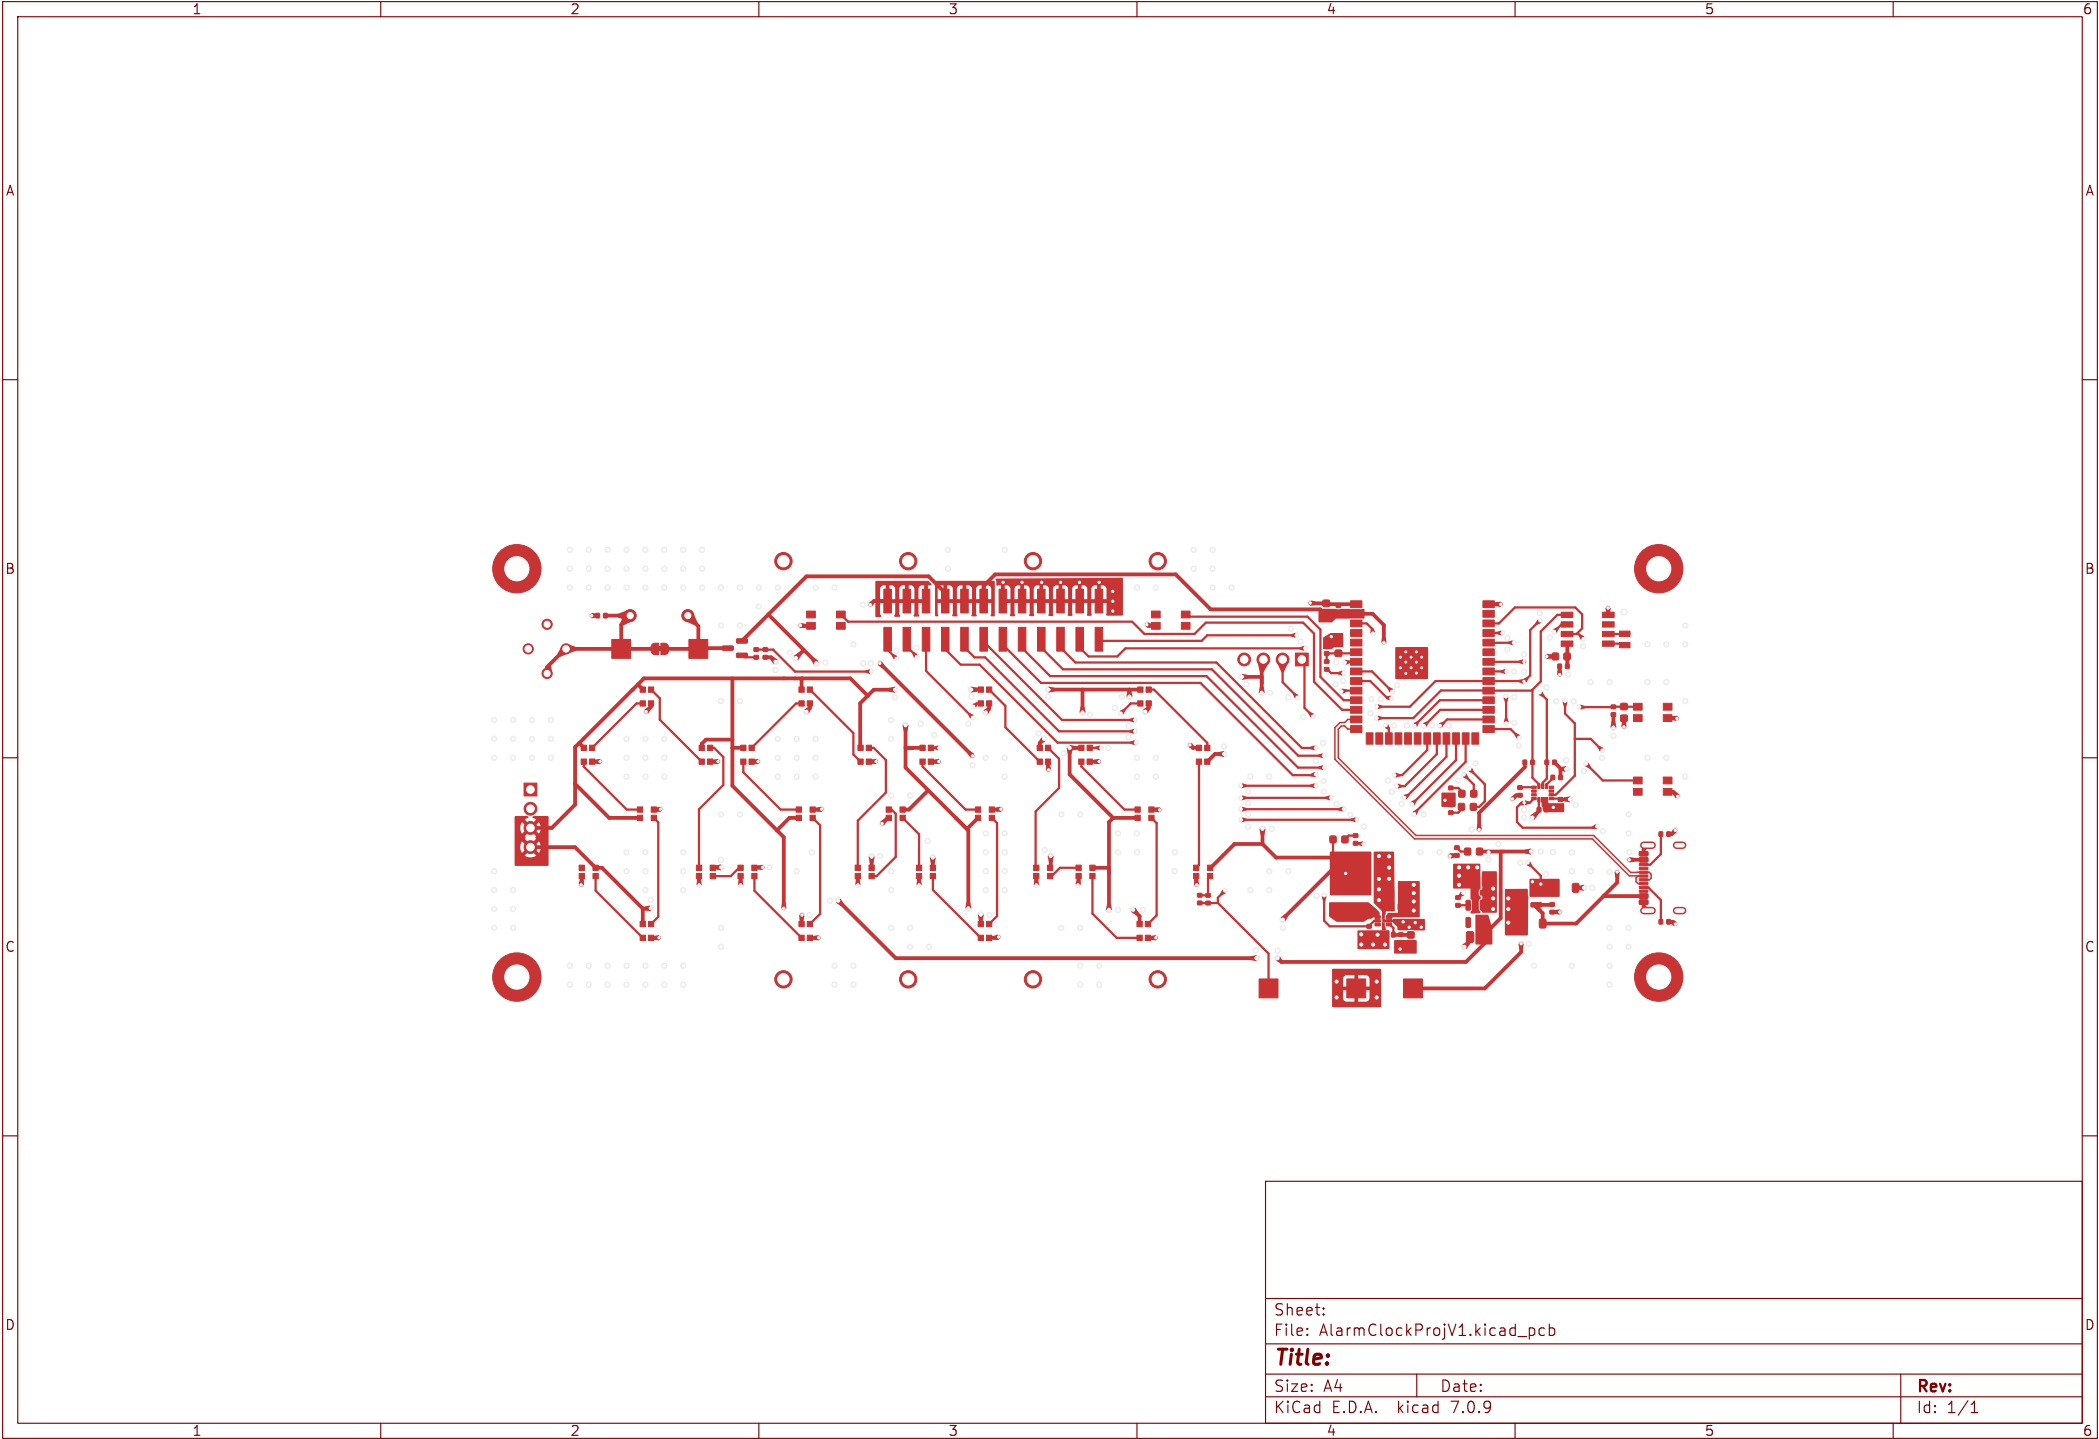 1 2 3 4 5 6
A A
B B
C C
D D
Sheet:
File: AlarmClockProjV1.kicad_pcb
Title:
Size: A4 Date: Rev:
KiCad E.D.A. kicad 7.0.9 Id: 1/1
1 2 3 4 5 6